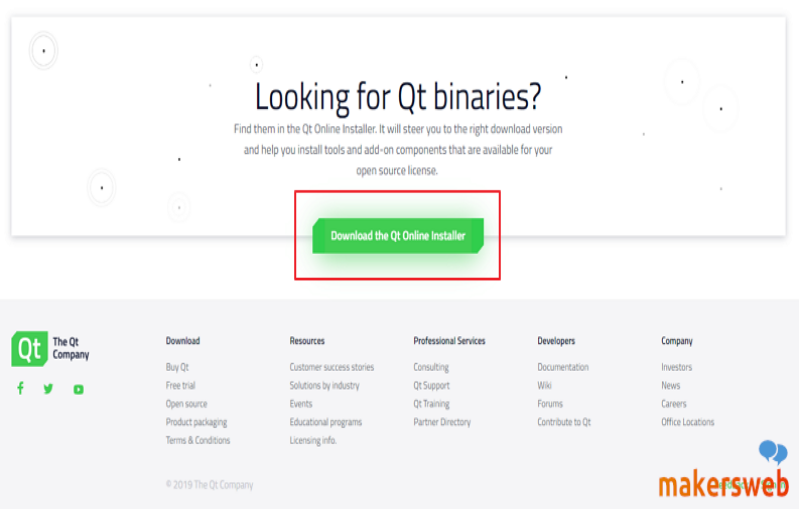 Looking for Qt binaries?
Find them in the Qt Online Installer. It will steer you to the right download version
and help you install tools and add-on components that are available for your
open source license.
Download the Qt Online Installer
Qt
The Qt
Company
Download
Buy Qt
Free trial
Open source
Product packaging
Terms & Conditions
Resources
Customer success stories
Solutions by industry
Events
Educational programs
Licensing info.
Professional Services
Consulting
Qt Support
Qt Training
Partner Directory
Developers
Documentation
Wiki
Forums
Contribute to Qt
Company
Investors
News
Careers
Office Locations
© 2019 The Qt Company
makersweb